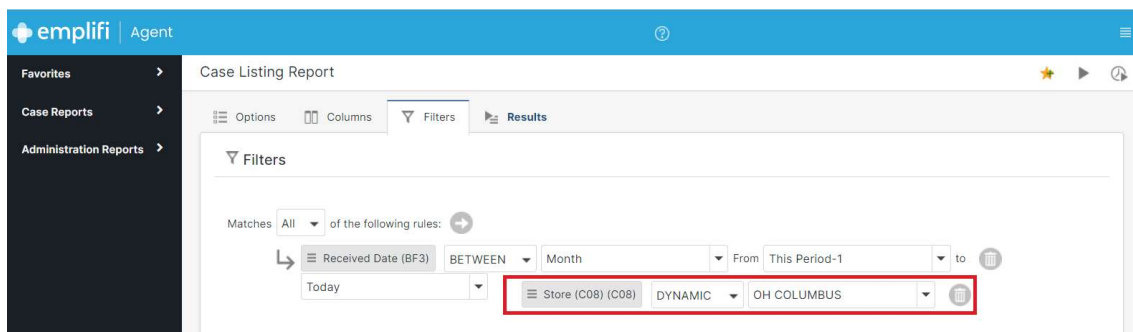 emplifi Agent
Favorites
Case Listing Report
Case Reports
Options Columns Filters Results
Administration Reports
Filters
Matches All of the following rules:
Received Date (BF3) BETWEEN Month From This Period-1 to
Today
Store (C08) (C08) DYNAMIC OH COLUMBUS